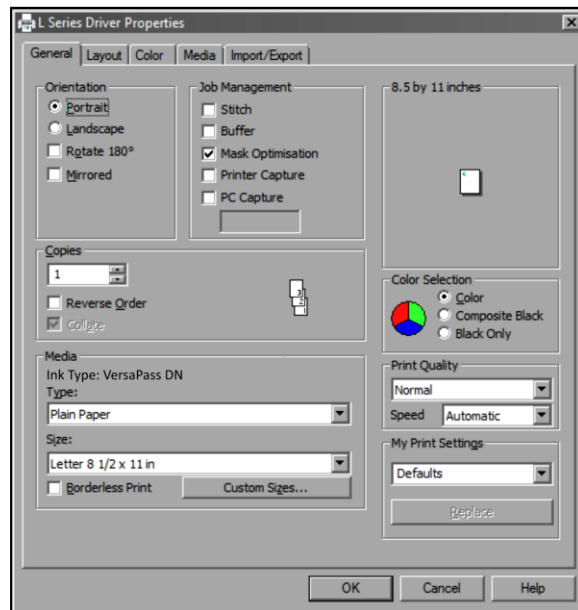 L Series Driver Properties
General Layout Color Media Import/Export
Orientation
Portrait
Landscape
Rotate 180°
Mirrored
Job Management
Stitch
Buffer
Mask Optimisation
Printer Capture
PC Capture
8.5 by 11 inches
Copies
1
Reverse Order
Collate
3
2
1
Color Selection
Color
Composite Black
Black Only
Media
Ink Type: VersaPass DN
Type:
Plain Paper
Size:
Letter 8 1/2 x 11 in
Borderless Print
Custom Sizes...
Print Quality
Normal
Speed Automatic
My Print Settings
Defaults
Replace
OK Cancel Help